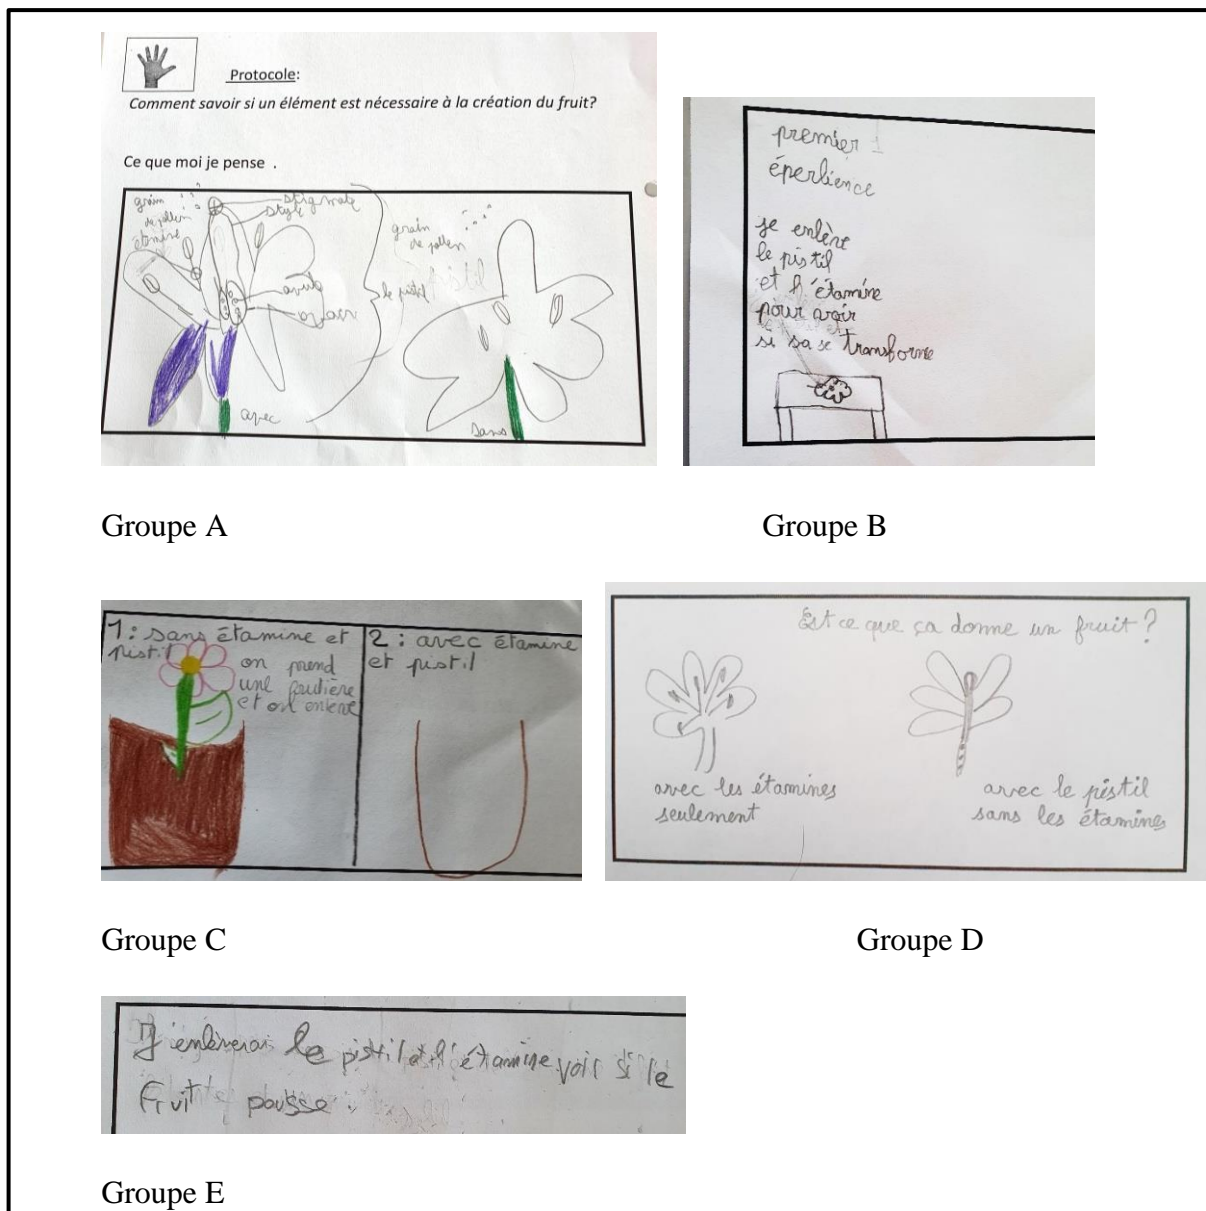 Protocole:
Comment savoir si un élément est nécessaire à la création du fruit?
Ce que moi je pense .
grain
de pollen
étamine
stigmate
style
ovule
le pistil
avec
grain
de pollen
sans
Groupe A
premier 1
éperbience
je enlève
le pistil
et l'étamine
pour avoir
si sa se transforme
Groupe B
1: sans étamine et
pistil
on prend
une
et on enlève
2: avec étamine
et pistil
Groupe C
Est ce que ça donne un fruit?
avec les étamines
seulement
avec le pistil
sans les étamines
Groupe D
J'enlèverai le pistil et l'étamine voir si le
fruit pousse.
Groupe E